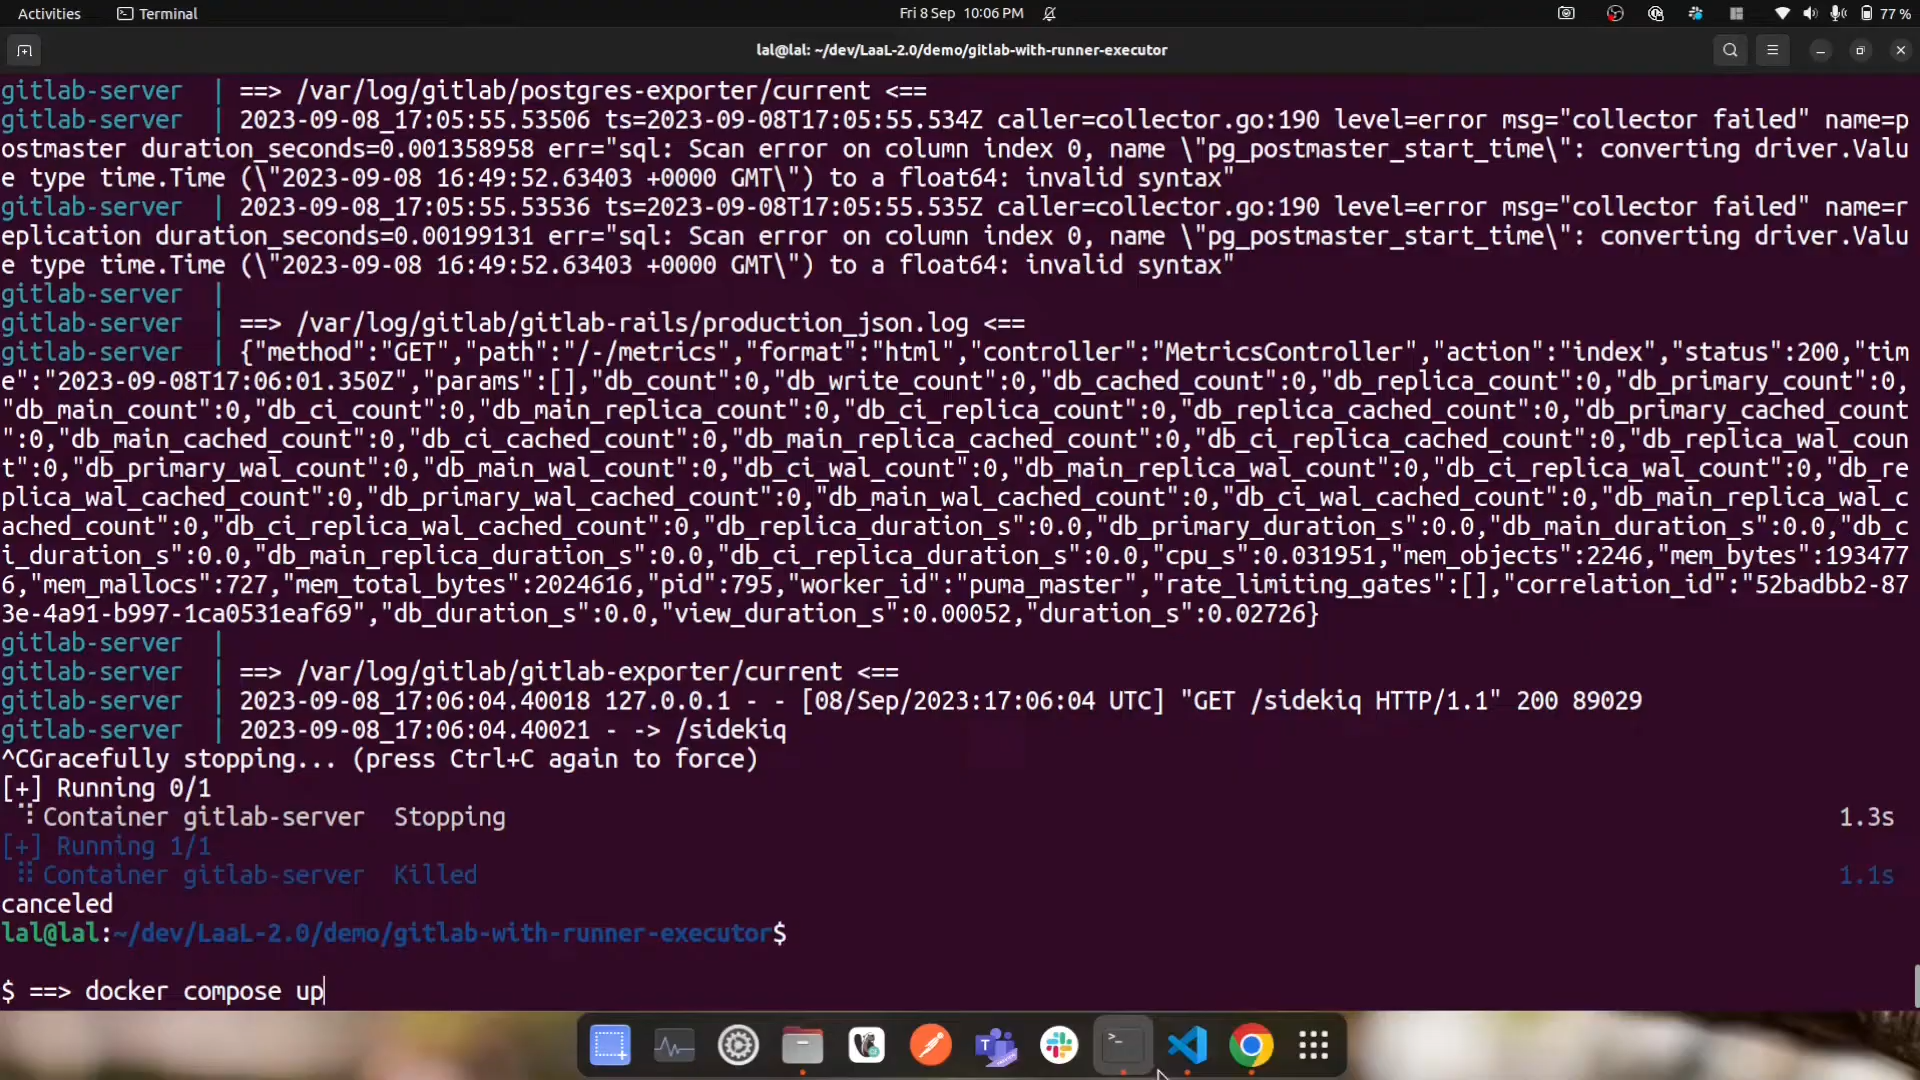 Activities Terminal Fri 8 Sep 10:06 PM 77 %
lal@lal: ~/dev/LaaL-2.0/demo/gitlab-with-runner-executor
gitlab-server | ==> /var/log/gitlab/postgres-exporter/current <==
gitlab-server | 2023-09-08_17:05:55.53506 ts=2023-09-08T17:05:55.534Z caller=collector.go:190 level=error msg="collector failed" name=p
ostmaster duration_seconds=0.001358958 err="sql: Scan error on column index 0, name \"pg_postmaster_start_time\": converting driver.Valu
e type time.Time (\"2023-09-08 16:49:52.63403 +0000 GMT\") to a float64: invalid syntax"
gitlab-server | 2023-09-08_17:05:55.53536 ts=2023-09-08T17:05:55.535Z caller=collector.go:190 level=error msg="collector failed" name=r
eplication duration_seconds=0.00199131 err="sql: Scan error on column index 0, name \"pg_postmaster_start_time\": converting driver.Valu
e type time.Time (\"2023-09-08 16:49:52.63403 +0000 GMT\") to a float64: invalid syntax"
gitlab-server |
gitlab-server | ==> /var/log/gitlab/gitlab-rails/production_json.log <==
gitlab-server | {"method":"GET","path":"/-/metrics","format":"html","controller":"MetricsController","action":"index","status":200,"tim
e":"2023-09-08T17:06:01.350Z","params":[],"db_count":0,"db_write_count":0,"db_cached_count":0,"db_replica_count":0,"db_primary_count":0,
"db_main_count":0,"db_ci_count":0,"db_main_replica_count":0,"db_ci_replica_count":0,"db_replica_cached_count":0,"db_primary_cached_count
":0,"db_main_cached_count":0,"db_ci_cached_count":0,"db_main_replica_cached_count":0,"db_ci_replica_cached_count":0,"db_replica_wal_coun
t":0,"db_primary_wal_count":0,"db_main_wal_count":0,"db_ci_wal_count":0,"db_main_replica_wal_count":0,"db_ci_replica_wal_count":0,"db_re
plica_wal_cached_count":0,"db_primary_wal_cached_count":0,"db_main_wal_cached_count":0,"db_ci_wal_cached_count":0,"db_main_replica_wal_c
ached_count":0,"db_ci_replica_wal_cached_count":0,"db_replica_duration_s":0.0,"db_primary_duration_s":0.0,"db_main_duration_s":0.0,"db_c
i_duration_s":0.0,"db_main_replica_duration_s":0.0,"db_ci_replica_duration_s":0.0,"cpu_s":0.031951,"mem_objects":2246,"mem_bytes":193477
6,"mem_mallocs":727,"mem_total_bytes":2024616,"pid":795,"worker_id":"puma_master","rate_limiting_gates":[],"correlation_id":"52badbb2-87
3e-4a91-b997-1ca0531eaf69","db_duration_s":0.0,"view_duration_s":0.00052,"duration_s":0.02726}
gitlab-server |
gitlab-server | ==> /var/log/gitlab/gitlab-exporter/current <==
gitlab-server | 2023-09-08_17:06:04.40018 127.0.0.1 - - [08/Sep/2023:17:06:04 UTC] "GET /sidekiq HTTP/1.1" 200 89029
gitlab-server | 2023-09-08_17:06:04.40021 - -> /sidekiq
^CGracefully stopping... (press Ctrl+C again to force)
[+] Running 0/1
⠹ Container gitlab-server Stopping 1.3s
[+] Running 1/1
⠿ Container gitlab-server Killed 1.1s
canceled
lal@lal:~/dev/LaaL-2.0/demo/gitlab-with-runner-executor$
$ ==> docker compose up